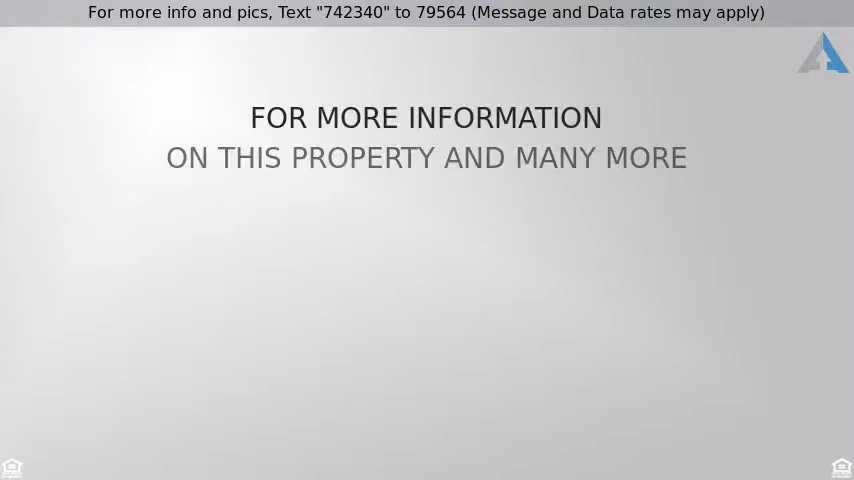 For more info and pics, Text "742340" to 79564 (Message and Data rates may apply)
FOR MORE INFORMATION
ON THIS PROPERTY AND MANY MORE